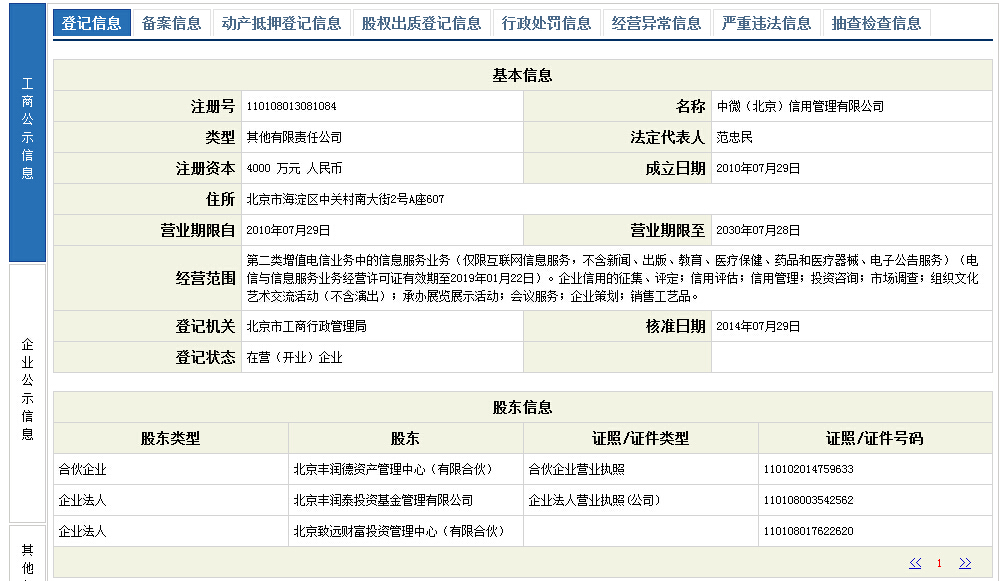 登记信息 备案信息 动产抵押登记信息 股权出质登记信息 行政处罚信息 经营异常信息 严重违法信息 抽查检查信息
工商公示信息
企业公示信息
其他
基本信息
注册号 110108013081084 名称 中微（北京）信用管理有限公司
类型 其他有限责任公司 法定代表人 范忠民
注册资本 4000 万元 人民币 成立日期 2010年07月29日
住所 北京市海淀区中关村南大街2号A座607
营业期限自 2010年07月29日 营业期限至 2030年07月28日
经营范围 第二类增值电信业务中的信息服务业务（仅限互联网信息服务，不含新闻、出版、教育、医疗保健、药品和医疗器械、电子公告服务）（电
信与信息服务业务经营许可证有效期至2019年01月22日）。企业信用的征集、评定；信用评估；信用管理；投资咨询；市场调查；组织文化
艺术交流活动（不含演出）；承办展览展示活动；会议服务；企业策划；销售工艺品。
登记机关 北京市工商行政管理局 核准日期 2014年07月29日
登记状态 在营（开业）企业
股东信息
股东类型 股东 证照/证件类型 证照/证件号码
合伙企业 北京丰润德资产管理中心（有限合伙） 合伙企业营业执照 110102014759633
企业法人 北京丰润泰投资基金管理有限公司 企业法人营业执照(公司) 110108003542562
企业法人 北京致远财富投资管理中心（有限合伙） 110108017622620
<< 1 >>